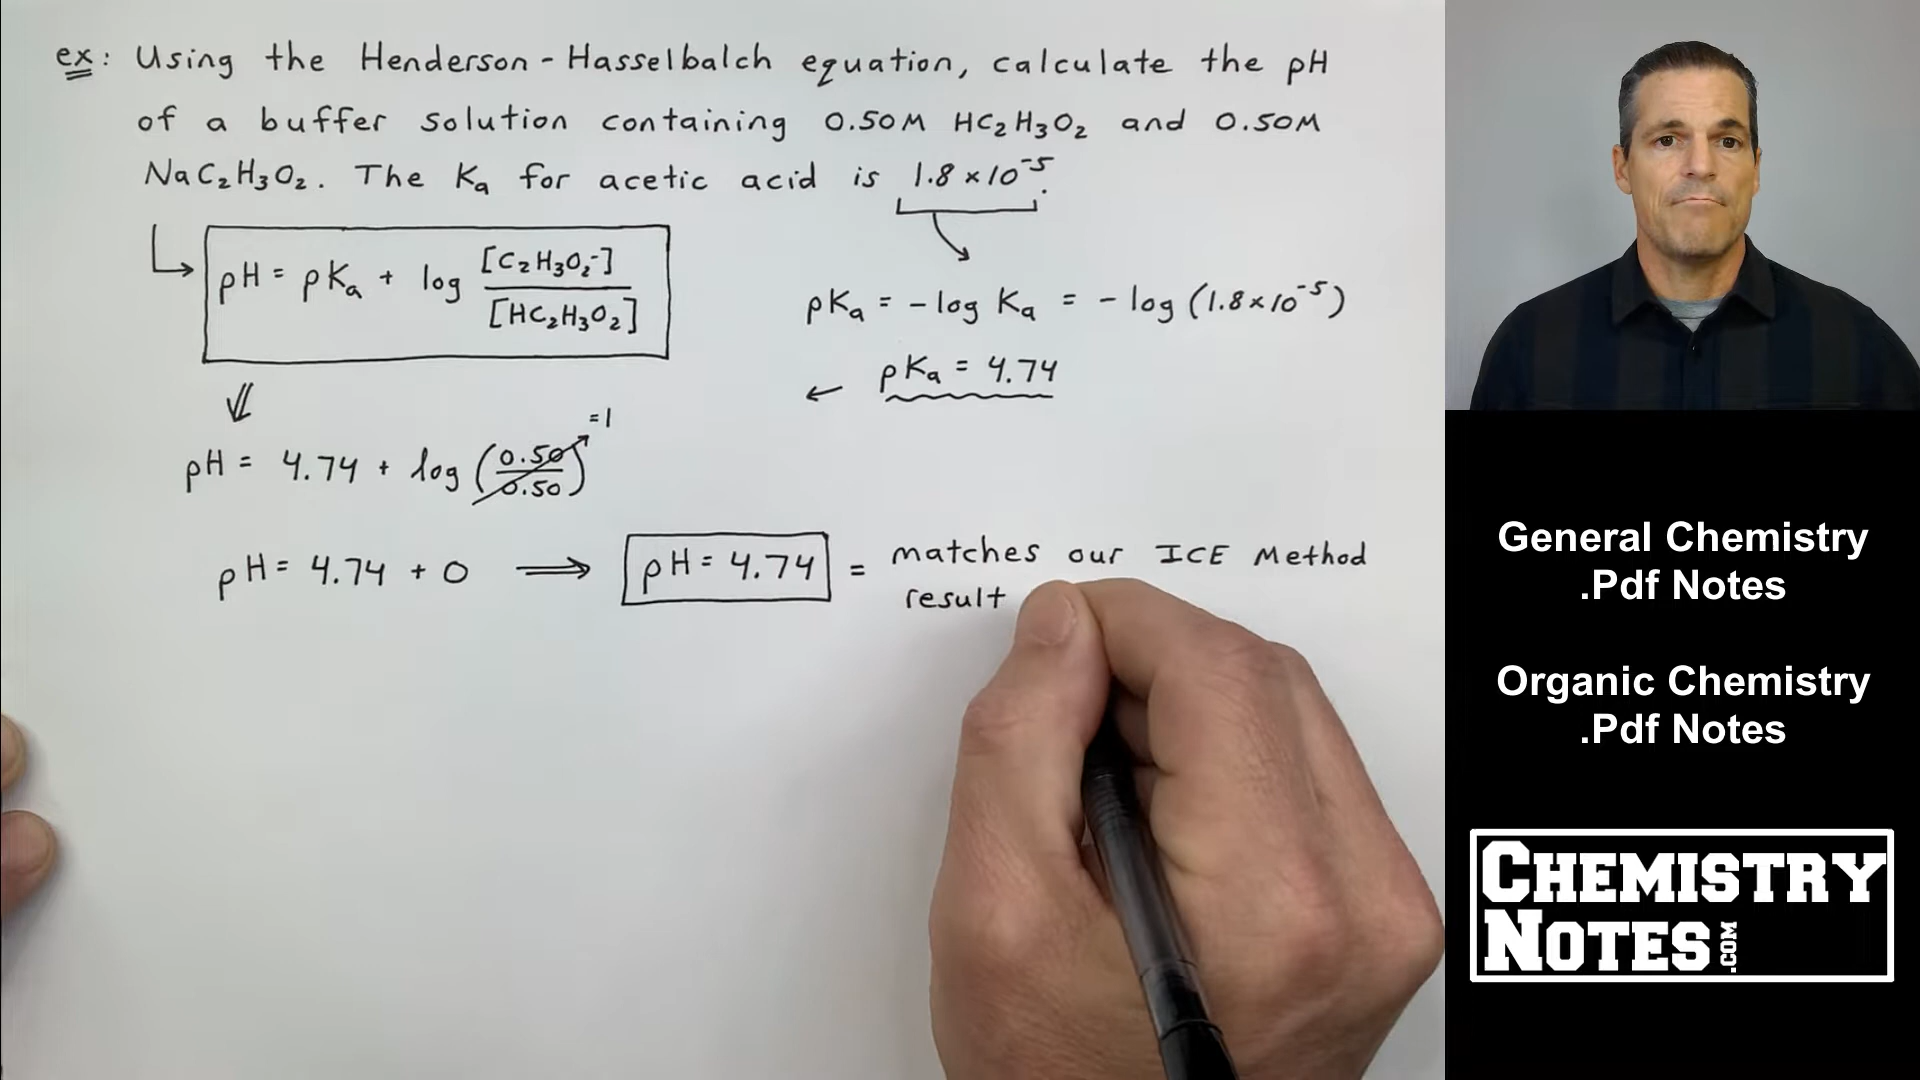 ex: Using the Henderson-Hasselbalch equation, calculate the pH
of a buffer solution containing 0.50M HC₂H₃O₂ and 0.50M
NaC₂H₃O₂. The Kₐ for acetic acid is 1.8×10⁻⁵.
pH = pKₐ + log [C₂H₃O₂⁻]/[HC₂H₃O₂]
pKₐ = -log Kₐ = -log (1.8×10⁻⁵)
← pKₐ = 4.74
pH = 4.74 + log (0.50/0.50) =1
pH = 4.74 + 0 ⟹ pH = 4.74 = matches our ICE Method
result
General Chemistry
.Pdf Notes
Organic Chemistry
.Pdf Notes
CHEMISTRY
NOTES.COM